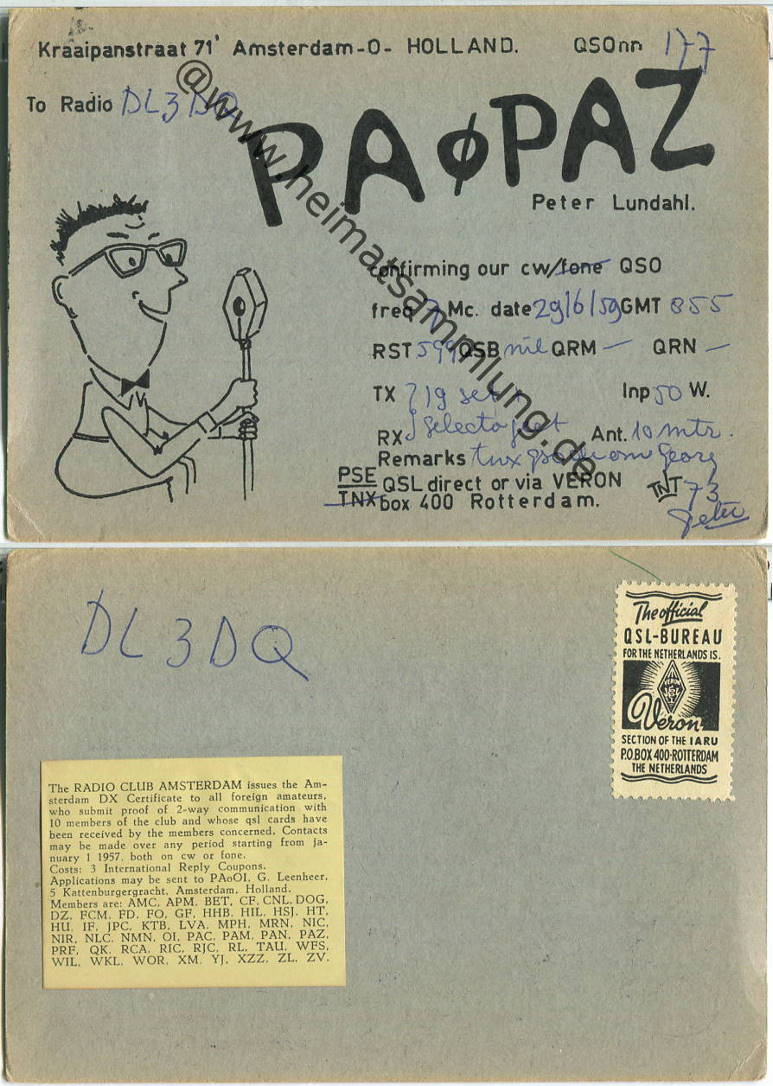 Kraaipanstraat 71' Amsterdam-O- HOLLAND. QSOnn 177
To Radio DL3DQ
PAØPAZ
Peter Lundahl.
confirming our cw/fone QSO
freq 7 Mc. date 29/6/59 GMT 855
RST 599 QSB nil QRM — QRN —
TX 719 set Inp 50 W.
RX Ant. 10 mtr.
Remarks tnx om Georg
PSE QSL direct or via VERON TNT 73
TNX box 400 Rotterdam. Peter
@www.heimatsammlung.de
DL3DQ
The official
QSL-BUREAU
FOR THE NETHERLANDS IS.
Veron
SECTION OF THE IARU
P.O.BOX 400-ROTTERDAM
THE NETHERLANDS
The RADIO CLUB AMSTERDAM issues the Am-
sterdam DX Certificate to all foreign amateurs,
who submit proof of 2-way communication with
10 members of the club and whose qsl cards have
been received by the members concerned. Contacts
may be made over any period starting from Ja-
nuary 1 1957, both on cw or fone.
Costs: 3 International Reply Coupons.
Applications may be sent to PAoOI, G. Leenheer,
5 Kattenburgergracht, Amsterdam, Holland.
Members are: AMC, APM, BET, CF, CNL, DOG,
DZ, FCM, FD, FO, GF, HHB, HIL, HSJ, HT,
HU, IF, JPC, KTB, LVA, MPH, MRN, NIC,
NIR, NLC, NMN, OI, PAC, PAM, PAN, PAZ,
PRF, QK, RCA, RIC, RJC, RL, TAU, WFS,
WIL, WKL, WOR, XM, YJ, XZZ, ZL, ZV.